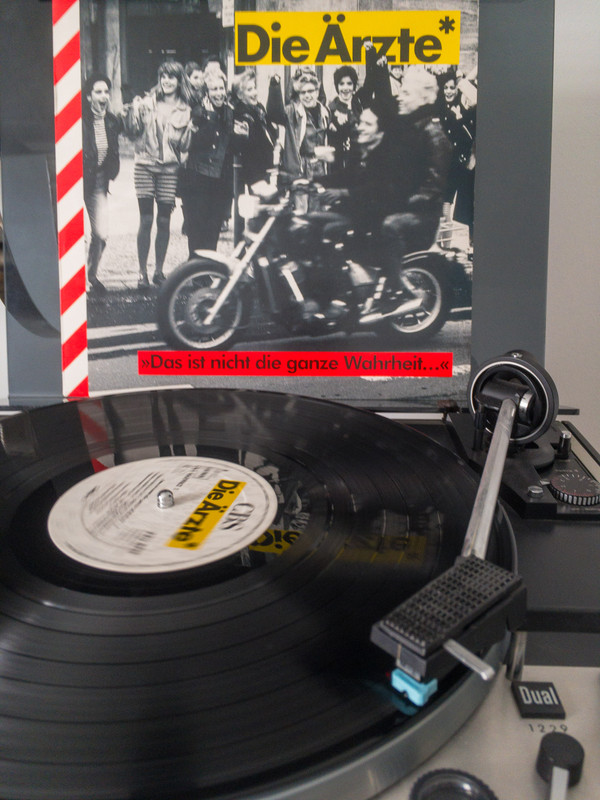 Die Ärzte*
»Das ist nicht die ganze Wahrheit...«
CBS
Die Ärzte*
Dual
1229